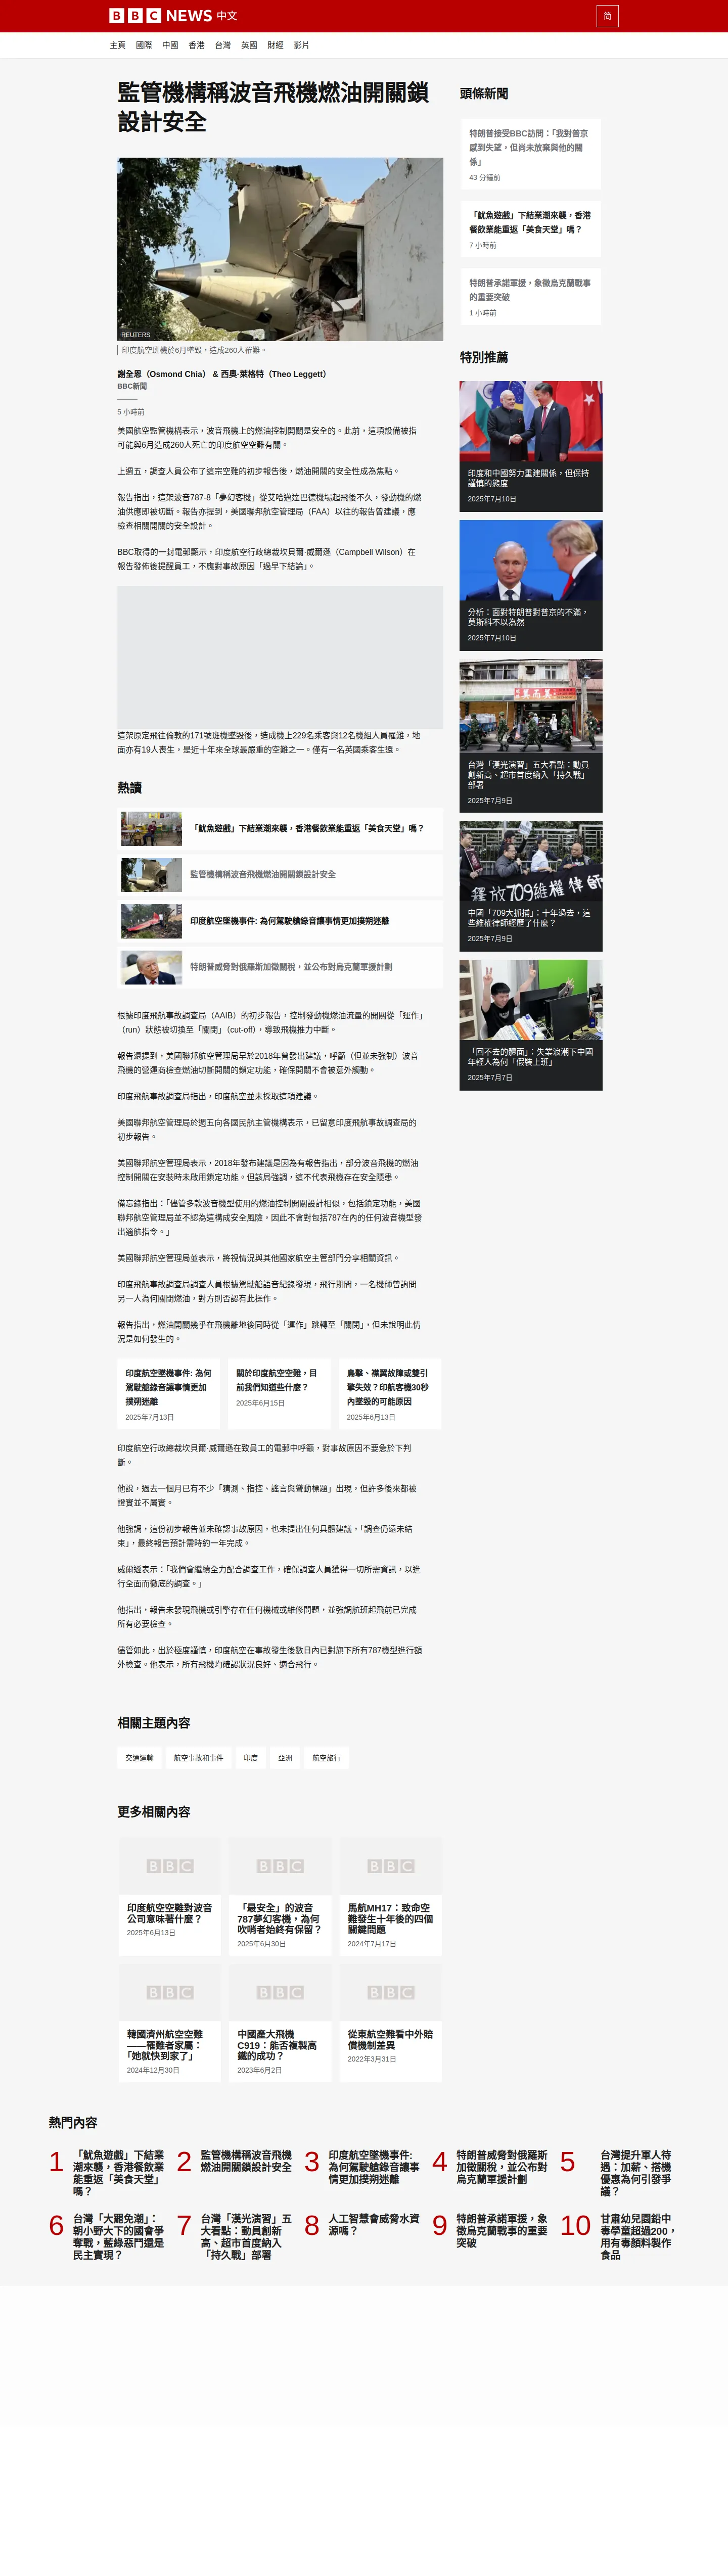 BBC NEWS 中文
简
主頁 國際 中國 香港 台灣 英國 財經 影片
監管機構稱波音飛機燃油開關鎖
設計安全
REUTERS
印度航空班機於6月墜毀，造成260人罹難。
謝全恩（Osmond Chia） & 西奧·萊格特（Theo Leggett）
BBC新聞
5 小時前
美國航空監管機構表示，波音飛機上的燃油控制開關是安全的。此前，這項設備被指
可能與6月造成260人死亡的印度航空空難有關。
上週五，調查人員公布了這宗空難的初步報告後，燃油開關的安全性成為焦點。
報告指出，這架波音787-8「夢幻客機」從艾哈邁達巴德機場起飛後不久，發動機的燃
油供應即被切斷。報告亦提到，美國聯邦航空管理局（FAA）以往的報告曾建議，應
檢查相關開關的安全設計。
BBC取得的一封電郵顯示，印度航空行政總裁坎貝爾·威爾遜（Campbell Wilson）在
報告發佈後提醒員工，不應對事故原因「過早下結論」。
這架原定飛往倫敦的171號班機墜毀後，造成機上229名乘客與12名機組人員罹難，地
面亦有19人喪生，是近十年來全球最嚴重的空難之一。僅有一名英國乘客生還。
熱讀
「魷魚遊戲」下結業潮來襲，香港餐飲業能重返「美食天堂」嗎？
監管機構稱波音飛機燃油開關鎖設計安全
印度航空墜機事件: 為何駕駛艙錄音讓事情更加撲朔迷離
特朗普威脅對俄羅斯加徵關稅，並公布對烏克蘭軍援計劃
根據印度飛航事故調查局（AAIB）的初步報告，控制發動機燃油流量的開關從「運作」
（run）狀態被切換至「關閉」（cut-off），導致飛機推力中斷。
報告還提到，美國聯邦航空管理局早於2018年曾發出建議，呼籲（但並未強制）波音
飛機的營運商檢查燃油切斷開關的鎖定功能，確保開關不會被意外觸動。
印度飛航事故調查局指出，印度航空並未採取這項建議。
美國聯邦航空管理局於週五向各國民航主管機構表示，已留意印度飛航事故調查局的
初步報告。
美國聯邦航空管理局表示，2018年發布建議是因為有報告指出，部分波音飛機的燃油
控制開關在安裝時未啟用鎖定功能。但該局強調，這不代表飛機存在安全隱患。
備忘錄指出：「儘管多款波音機型使用的燃油控制開關設計相似，包括鎖定功能，美國
聯邦航空管理局並不認為這構成安全風險，因此不會對包括787在內的任何波音機型發
出適航指令。」
美國聯邦航空管理局並表示，將視情況與其他國家航空主管部門分享相關資訊。
印度飛航事故調查局調查人員根據駕駛艙語音紀錄發現，飛行期間，一名機師曾詢問
另一人為何關閉燃油，對方則否認有此操作。
報告指出，燃油開關幾乎在飛機離地後同時從「運作」跳轉至「關閉」，但未說明此情
況是如何發生的。
印度航空墜機事件: 為何
駕駛艙錄音讓事情更加
撲朔迷離
2025年7月13日
關於印度航空空難，目
前我們知道些什麼？
2025年6月15日
鳥擊、襟翼故障或雙引
擎失效？印航客機30秒
內墜毀的可能原因
2025年6月13日
印度航空行政總裁坎貝爾·威爾遜在致員工的電郵中呼籲，對事故原因不要急於下判
斷。
他說，過去一個月已有不少「猜測、指控、謠言與聳動標題」出現，但許多後來都被
證實並不屬實。
他強調，這份初步報告並未確認事故原因，也未提出任何具體建議，「調查仍遠未結
束」，最終報告預計需時約一年完成。
威爾遜表示：「我們會繼續全力配合調查工作，確保調查人員獲得一切所需資訊，以進
行全面而徹底的調查。」
他指出，報告未發現飛機或引擎存在任何機械或維修問題，並強調航班起飛前已完成
所有必要檢查。
儘管如此，出於極度謹慎，印度航空在事故發生後數日內已對旗下所有787機型進行額
外檢查。他表示，所有飛機均確認狀況良好、適合飛行。
相關主題內容
交通運輸 航空事故和事件 印度 亞洲 航空旅行
更多相關內容
BBC
印度航空空難對波音
公司意味著什麼？
2025年6月13日
BBC
「最安全」的波音
787夢幻客機，為何
吹哨者始終有保留？
2025年6月30日
BBC
馬航MH17：致命空
難發生十年後的四個
關鍵問題
2024年7月17日
BBC
韓國濟州航空空難
——罹難者家屬：
「她就快到家了」
2024年12月30日
BBC
中國產大飛機
C919：能否複製高
鐵的成功？
2023年6月2日
BBC
從東航空難看中外賠
償機制差異
2022年3月31日
頭條新聞
特朗普接受BBC訪問：「我對普京
感到失望，但尚未放棄與他的關
係」
43 分鐘前
「魷魚遊戲」下結業潮來襲，香港
餐飲業能重返「美食天堂」嗎？
7 小時前
特朗普承諾軍援，象徵烏克蘭戰事
的重要突破
1 小時前
特別推薦
印度和中國努力重建關係，但保持
謹慎的態度
2025年7月10日
分析：面對特朗普對普京的不滿，
莫斯科不以為然
2025年7月10日
台灣「漢光演習」五大看點：動員
創新高、超市首度納入「持久戰」
部署
2025年7月9日
釋放709維權律師
中國「709大抓捕」：十年過去，這
些維權律師經歷了什麼？
2025年7月9日
「回不去的體面」：失業浪潮下中國
年輕人為何「假裝上班」
2025年7月7日
熱門內容
1
「魷魚遊戲」下結業
潮來襲，香港餐飲業
能重返「美食天堂」
嗎？
2
監管機構稱波音飛機
燃油開關鎖設計安全
3
印度航空墜機事件:
為何駕駛艙錄音讓事
情更加撲朔迷離
4
特朗普威脅對俄羅斯
加徵關稅，並公布對
烏克蘭軍援計劃
5
台灣提升軍人待
遇：加薪、搭機
優惠為何引發爭
議？
6
台灣「大罷免潮」：
朝小野大下的國會爭
奪戰，藍綠惡鬥還是
民主實現？
7
台灣「漢光演習」五
大看點：動員創新
高、超市首度納入
「持久戰」部署
8
人工智慧會威脅水資
源嗎？
9
特朗普承諾軍援，象
徵烏克蘭戰事的重要
突破
10
甘肅幼兒園鉛中
毒學童超過200，
用有毒顏料製作
食品